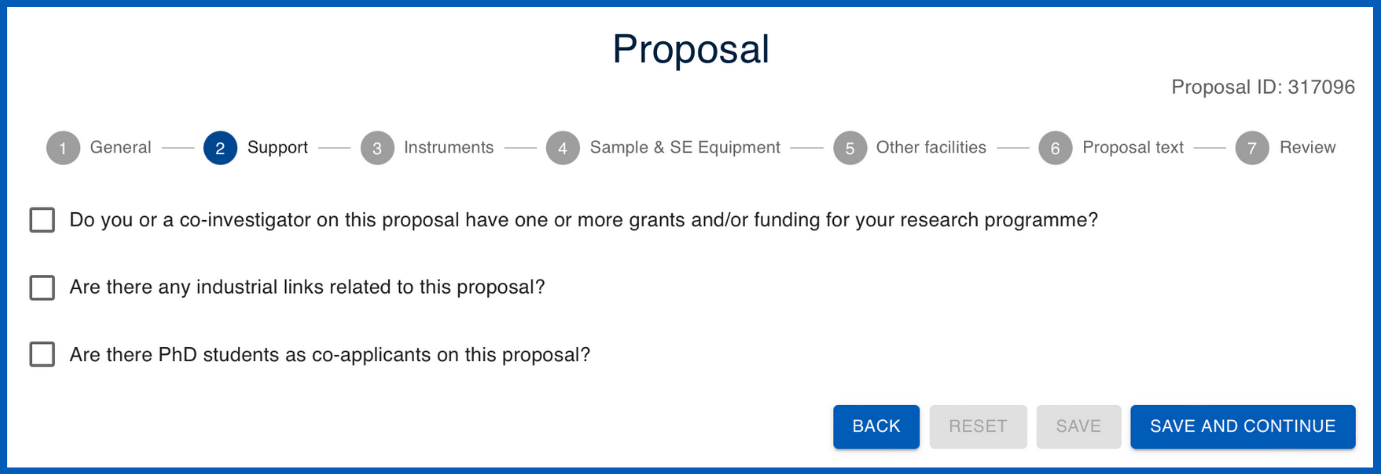 Proposal
Proposal ID: 317096
1 General 2 Support 3 Instruments 4 Sample & SE Equipment 5 Other facilities 6 Proposal text 7 Review
Do you or a co-investigator on this proposal have one or more grants and/or funding for your research programme?
Are there any industrial links related to this proposal?
Are there PhD students as co-applicants on this proposal?
BACK RESET SAVE SAVE AND CONTINUE